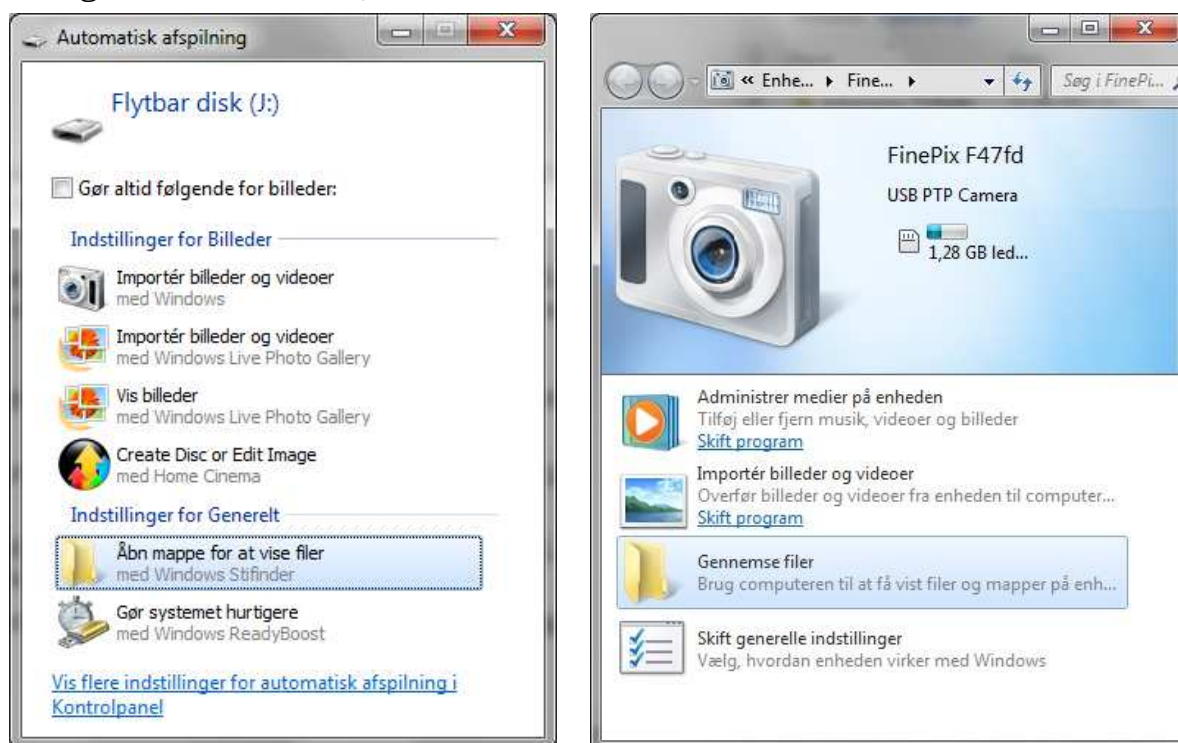 Automatisk afspilning
Flytbar disk (J:)
Gør altid følgende for billeder:
Indstillinger for Billeder
Importér billeder og videoer
med Windows
Importér billeder og videoer
med Windows Live Photo Gallery
Vis billeder
med Windows Live Photo Gallery
Create Disc or Edit Image
med Home Cinema
Indstillinger for Generelt
Åbn mappe for at vise filer
med Windows Stifinder
Gør systemet hurtigere
med Windows ReadyBoost
Vis flere indstillinger for automatisk afspilning i
Kontrolpanel
« Enhe... Fine... Søg i FinePi...
FinePix F47fd
USB PTP Camera
1,28 GB led...
Administrer medier på enheden
Tilføj eller fjern musik, videoer og billeder
Skift program
Importér billeder og videoer
Overfør billeder og videoer fra enheden til computer...
Skift program
Gennemse filer
Brug computeren til at få vist filer og mapper på enh...
Skift generelle indstillinger
Vælg, hvordan enheden virker med Windows